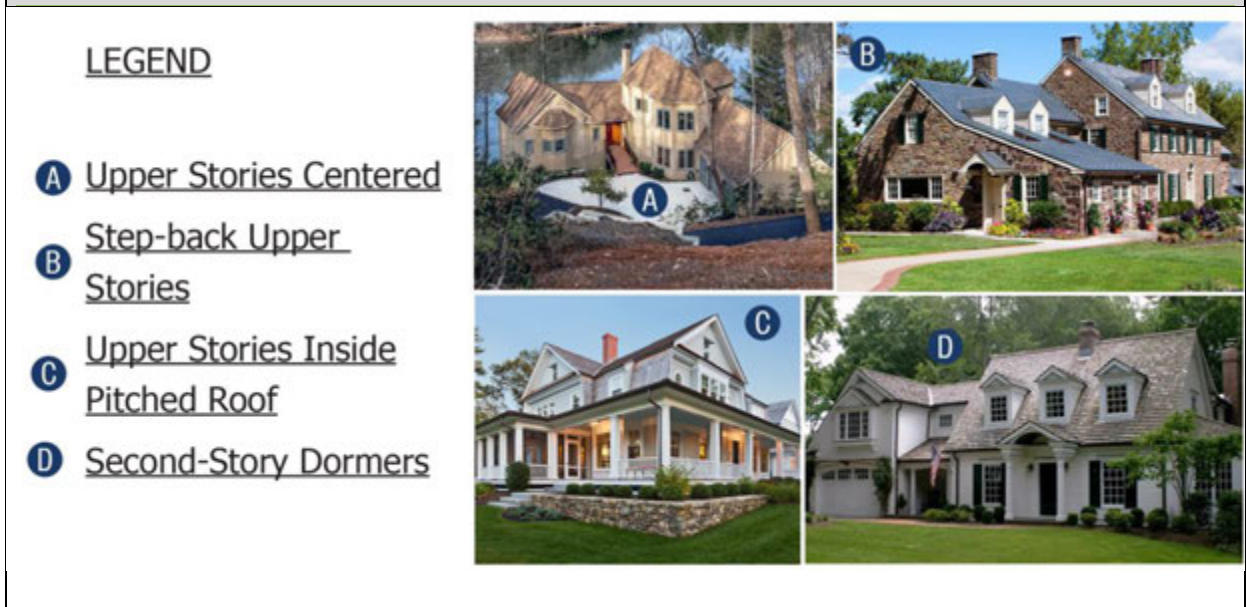 LEGEND
A Upper Stories Centered
B Step-back Upper
Stories
C Upper Stories Inside
Pitched Roof
D Second-Story Dormers
A
B
C
D